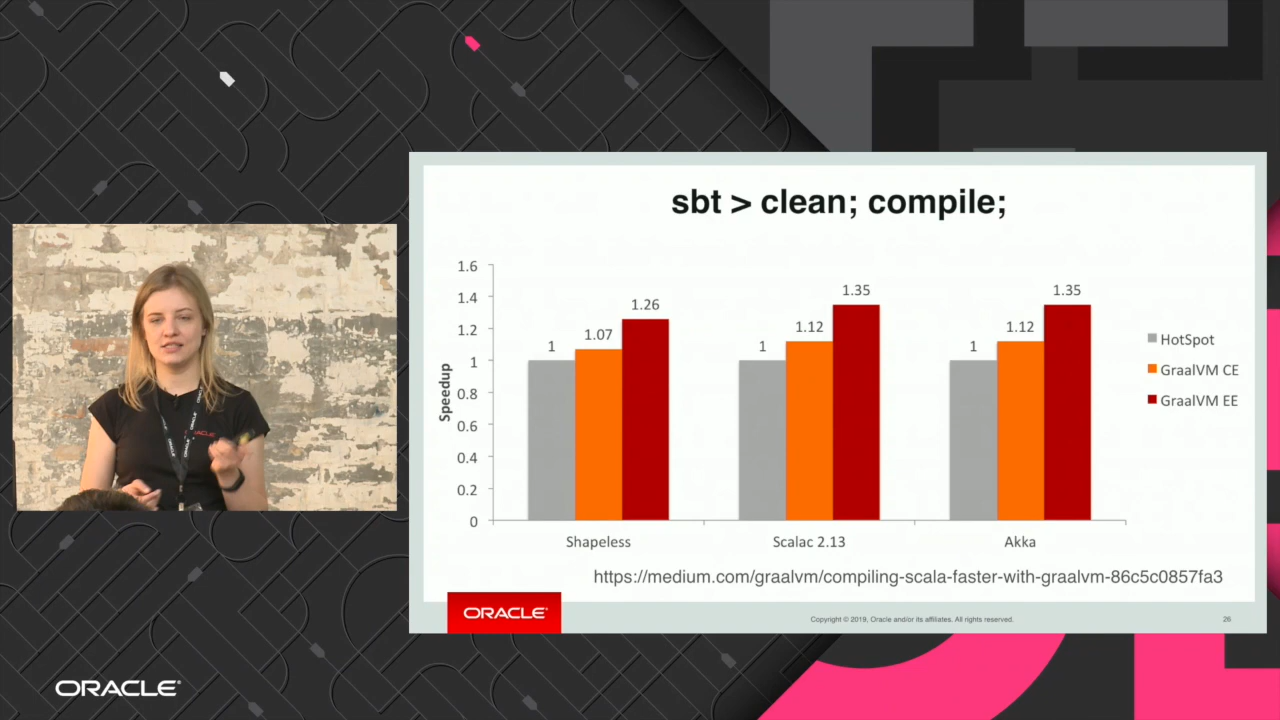 sbt > clean; compile;
1.6
1.4
1.2
1
0.8
0.6
0.4
0.2
0
Speedup
1 1.07 1.26
1 1.12 1.35
1 1.12 1.35
Shapeless Scalac 2.13 Akka
HotSpot
GraalVM CE
GraalVM EE
https://medium.com/graalvm/compiling-scala-faster-with-graalvm-86c5c0857fa3
ORACLE®
Copyright © 2019, Oracle and/or its affiliates. All rights reserved.
26
ORACLE
ORACLE®